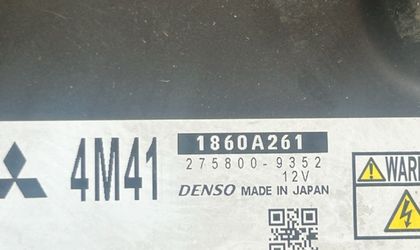 4M41
1860A261
275800-9352
12V
DENSO MADE IN JAPAN
WAR